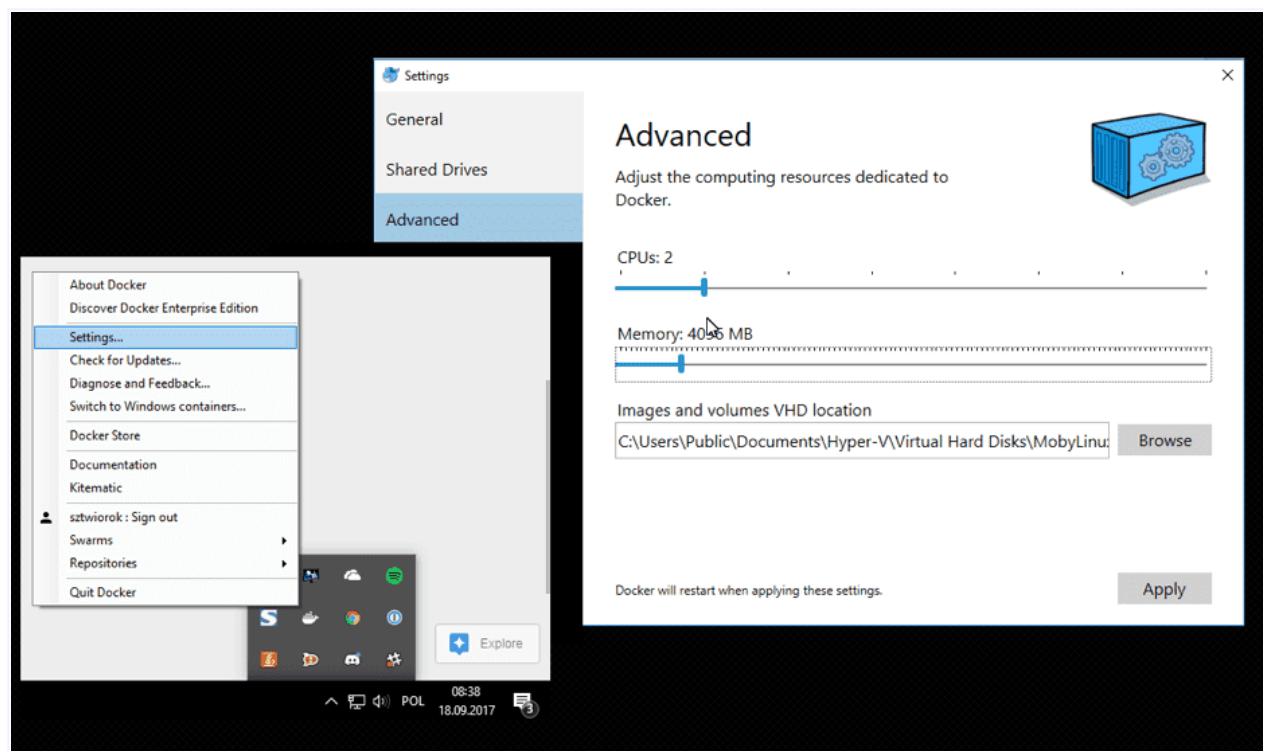 Settings
General
Shared Drives
Advanced
Advanced
Adjust the computing resources dedicated to
Docker.
CPUs: 2
Memory: 4096 MB
Images and volumes VHD location
C:\Users\Public\Documents\Hyper-V\Virtual Hard Disks\MobyLinu
Browse
Docker will restart when applying these settings.
Apply
About Docker
Discover Docker Enterprise Edition
Settings...
Check for Updates...
Diagnose and Feedback...
Switch to Windows containers...
Docker Store
Documentation
Kitematic
sztwiorok : Sign out
Swarms
Repositories
Quit Docker
Explore
POL
08:38
18.09.2017
3